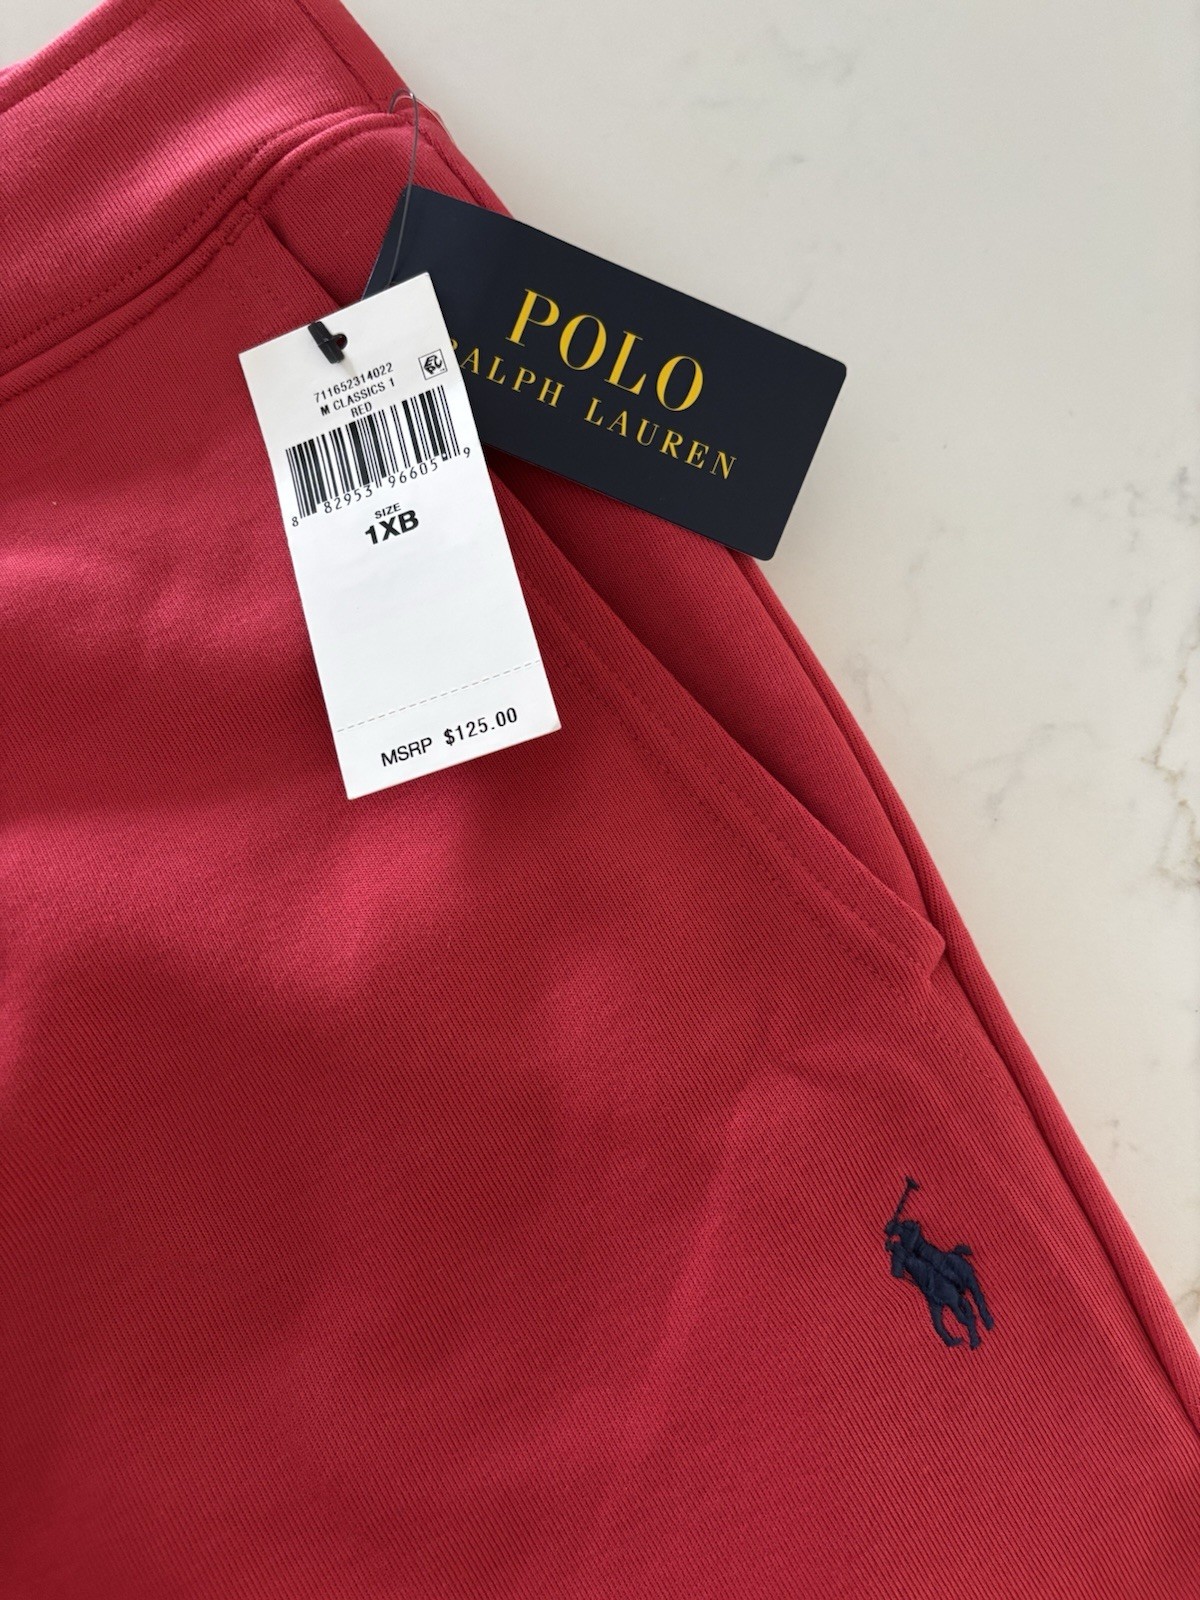 POLO
RALPH LAUREN
711652314022
M CLASSICS 1
RED
8 82953 96605 9
SIZE
1XB
MSRP $125.00